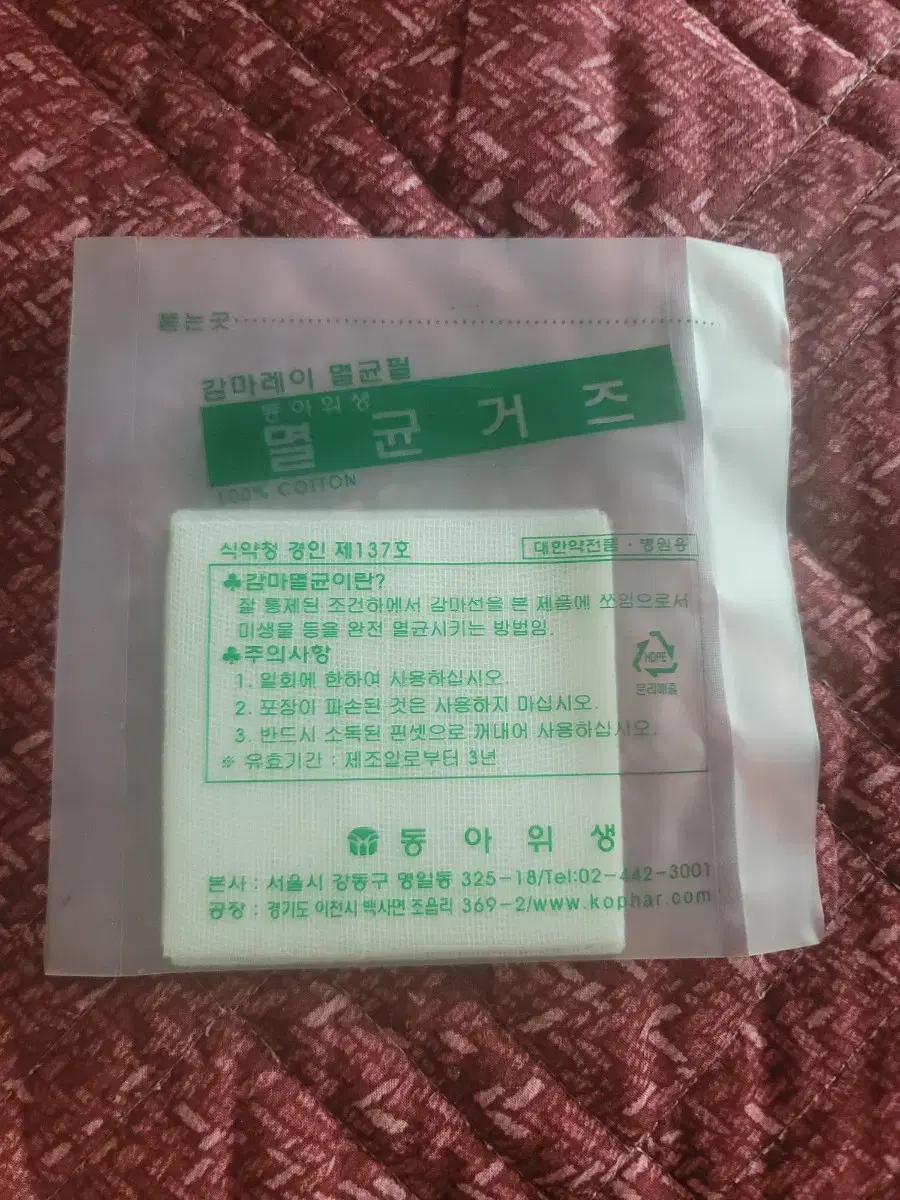 뜯는곳
감마레이 멸균필
동아위생
멸균거즈
100% COTTON
식약청 경인 제137호
대한약전품 · 병원용
♣감마멸균이란?
잘 통제된 조건하에서 감마선을 본 제품에 쪼임으로서
미생물 등을 완전 멸균시키는 방법임.
♣주의사항
1. 일회에 한하여 사용하십시오.
2. 포장이 파손된 것은 사용하지 마십시오.
3. 반드시 소독된 핀셋으로 꺼내어 사용하십시오.
※ 유효기간 : 제조일로부터 3년
HDPE
분리배출
동아위생
본사 : 서울시 강동구 명일동 325-18/Tel:02-442-3001
공장 : 경기도 이천시 백사면 조읍리 369-2/www.kophar.com